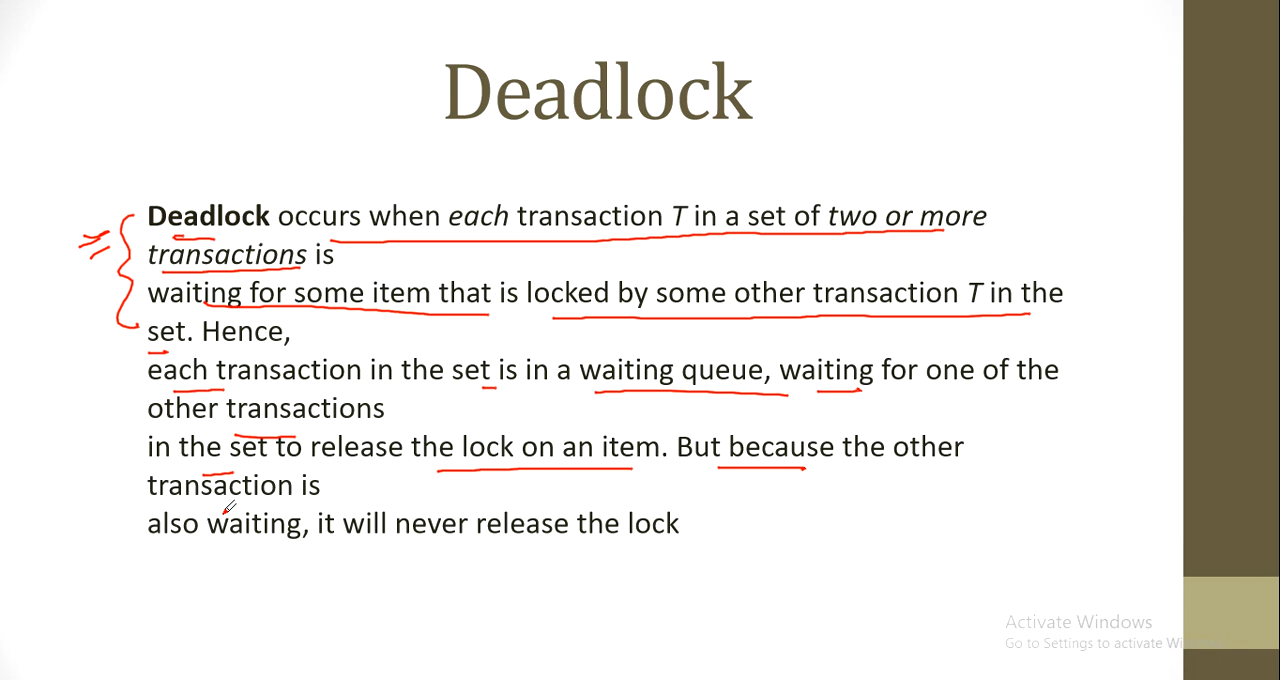 Deadlock
Deadlock occurs when each transaction T in a set of two or more
transactions is
waiting for some item that is locked by some other transaction T in the
set. Hence,
each transaction in the set is in a waiting queue, waiting for one of the
other transactions
in the set to release the lock on an item. But because the other
transaction is
also waiting, it will never release the lock
Activate Windows
Go to Settings to activate